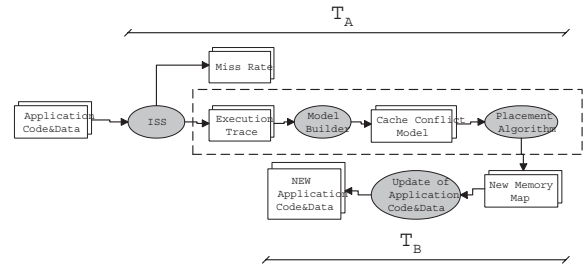 T_A
Miss Rate
Application
Code&Data
ISS
Execution
Trace
Model
Builder
Cache Conflict
Model
Placement
Algorithm
NEW
Application
Code&Data
Update of
Application
Code&Data
New Memory
Map
T_B